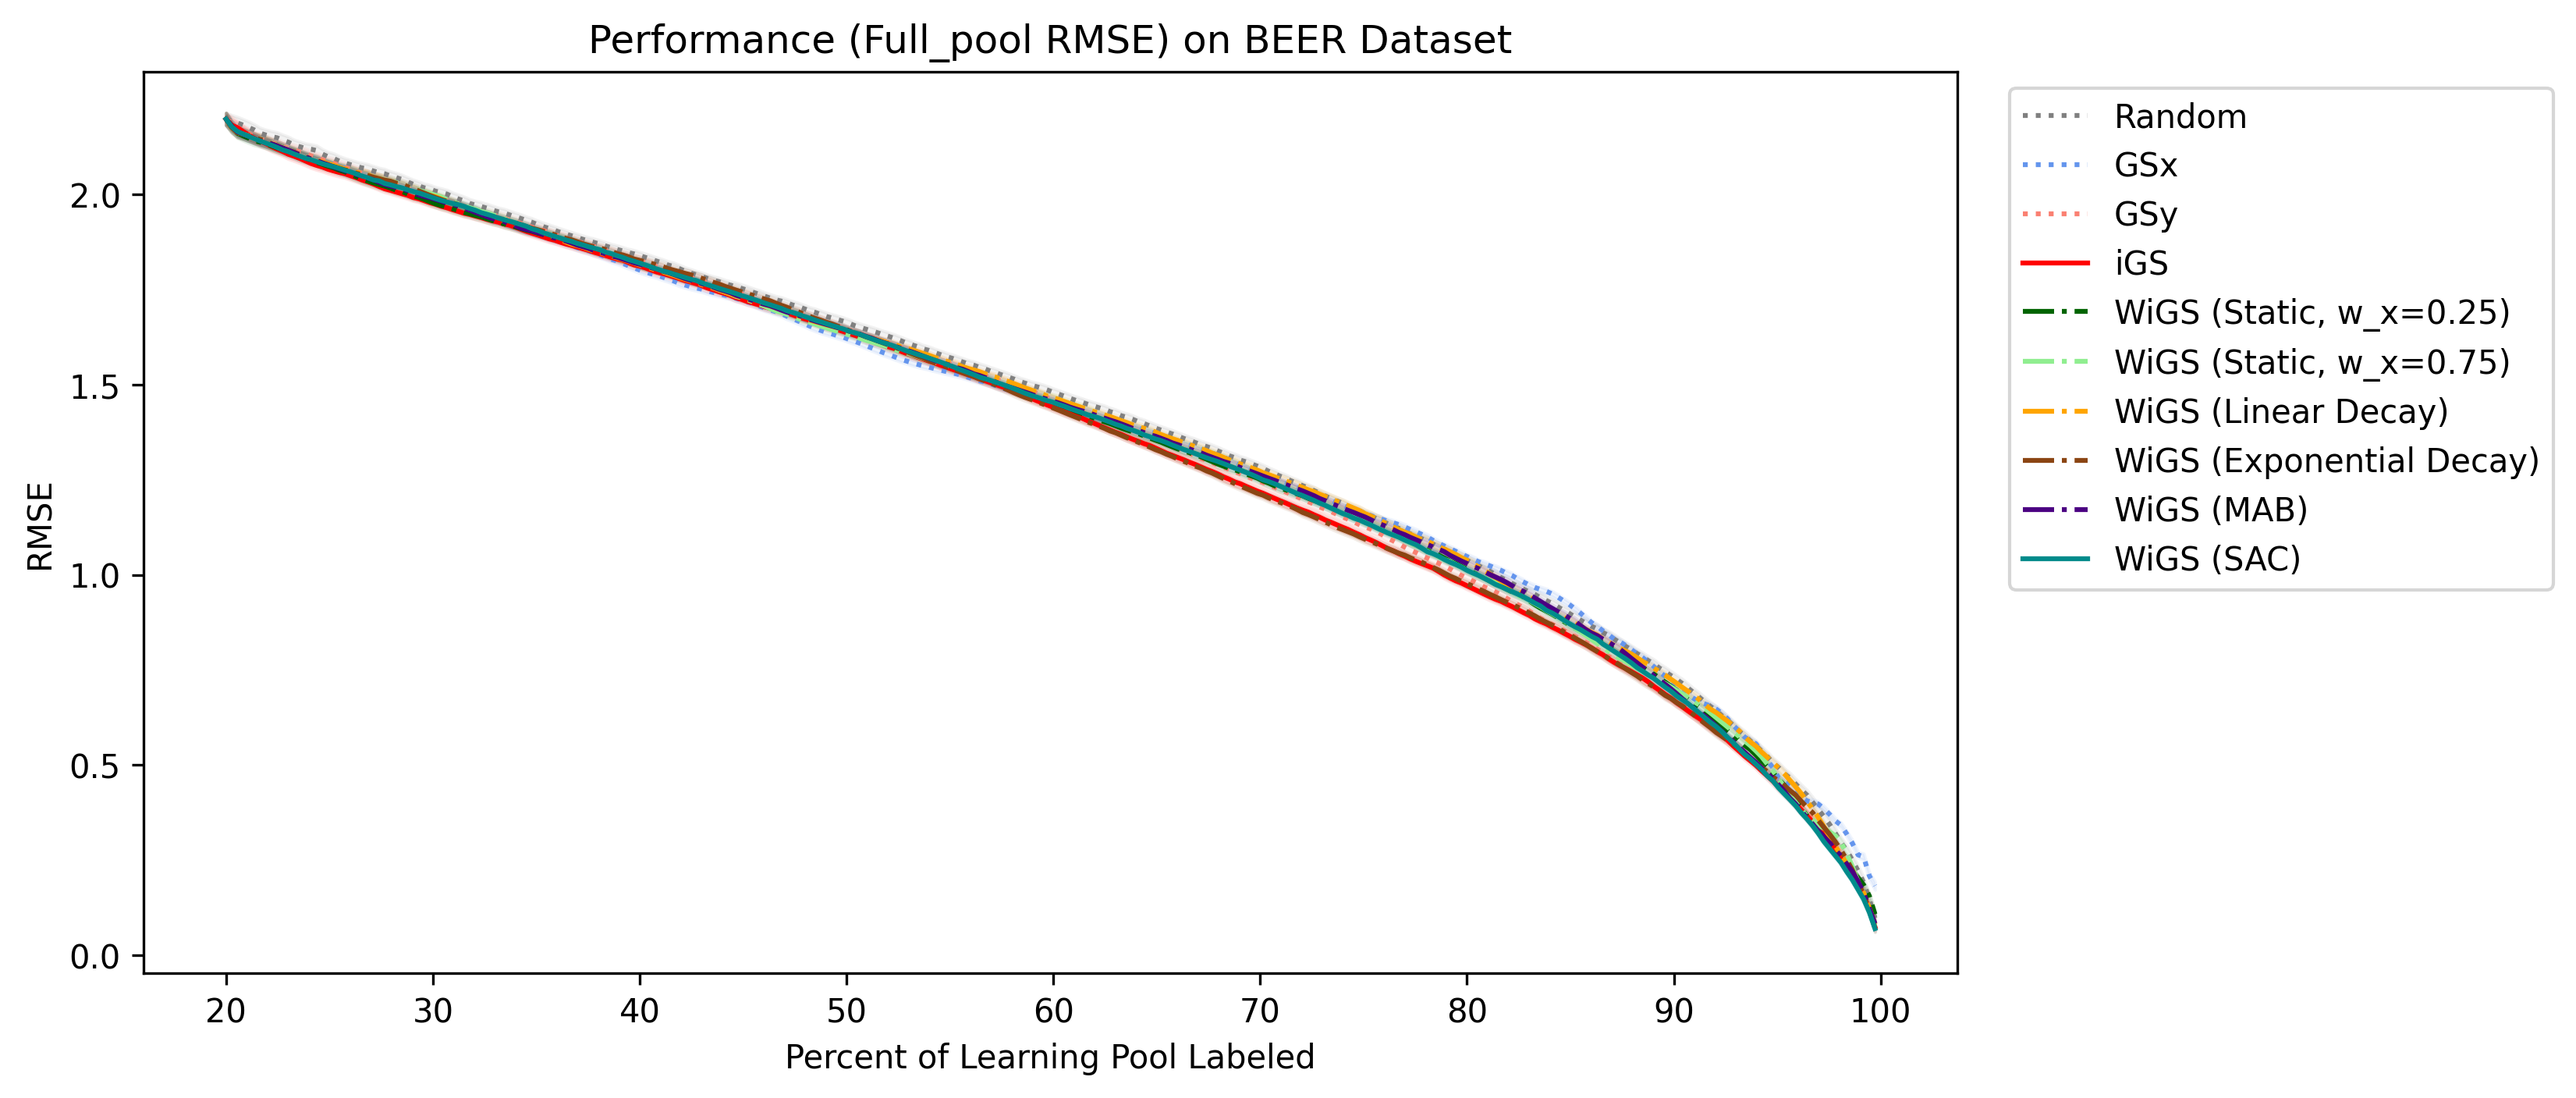 Performance (Full_pool RMSE) on BEER Dataset
RMSE
2.0
1.5
1.0
0.5
0.0
20 30 40 50 60 70 80 90 100
Percent of Learning Pool Labeled
Random
GSx
GSy
iGS
WiGS (Static, w_x=0.25)
WiGS (Static, w_x=0.75)
WiGS (Linear Decay)
WiGS (Exponential Decay)
WiGS (MAB)
WiGS (SAC)